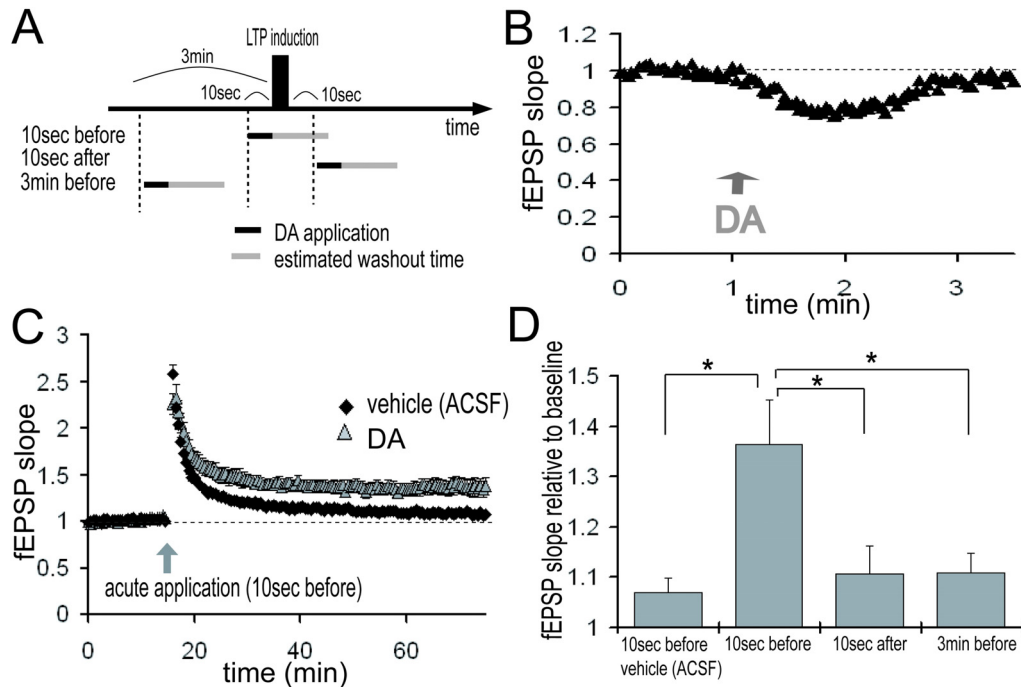 A
LTP induction
3min
10sec
10sec
time
10sec before
10sec after
3min before
DA application
estimated washout time
B
fEPSP slope
1.2
1
0.8
0.6
0.4
0.2
0
DA
0 1 2 3
time (min)
C
fEPSP slope
3
2.5
2
1.5
1
0.5
0
vehicle (ACSF)
DA
acute application (10sec before)
0 20 40 60
time (min)
D
fEPSP slope relative to baseline
1.5
1.4
1.3
1.2
1.1
1
*
*
*
10sec before
vehicle (ACSF)
10sec before
10sec after
3min before